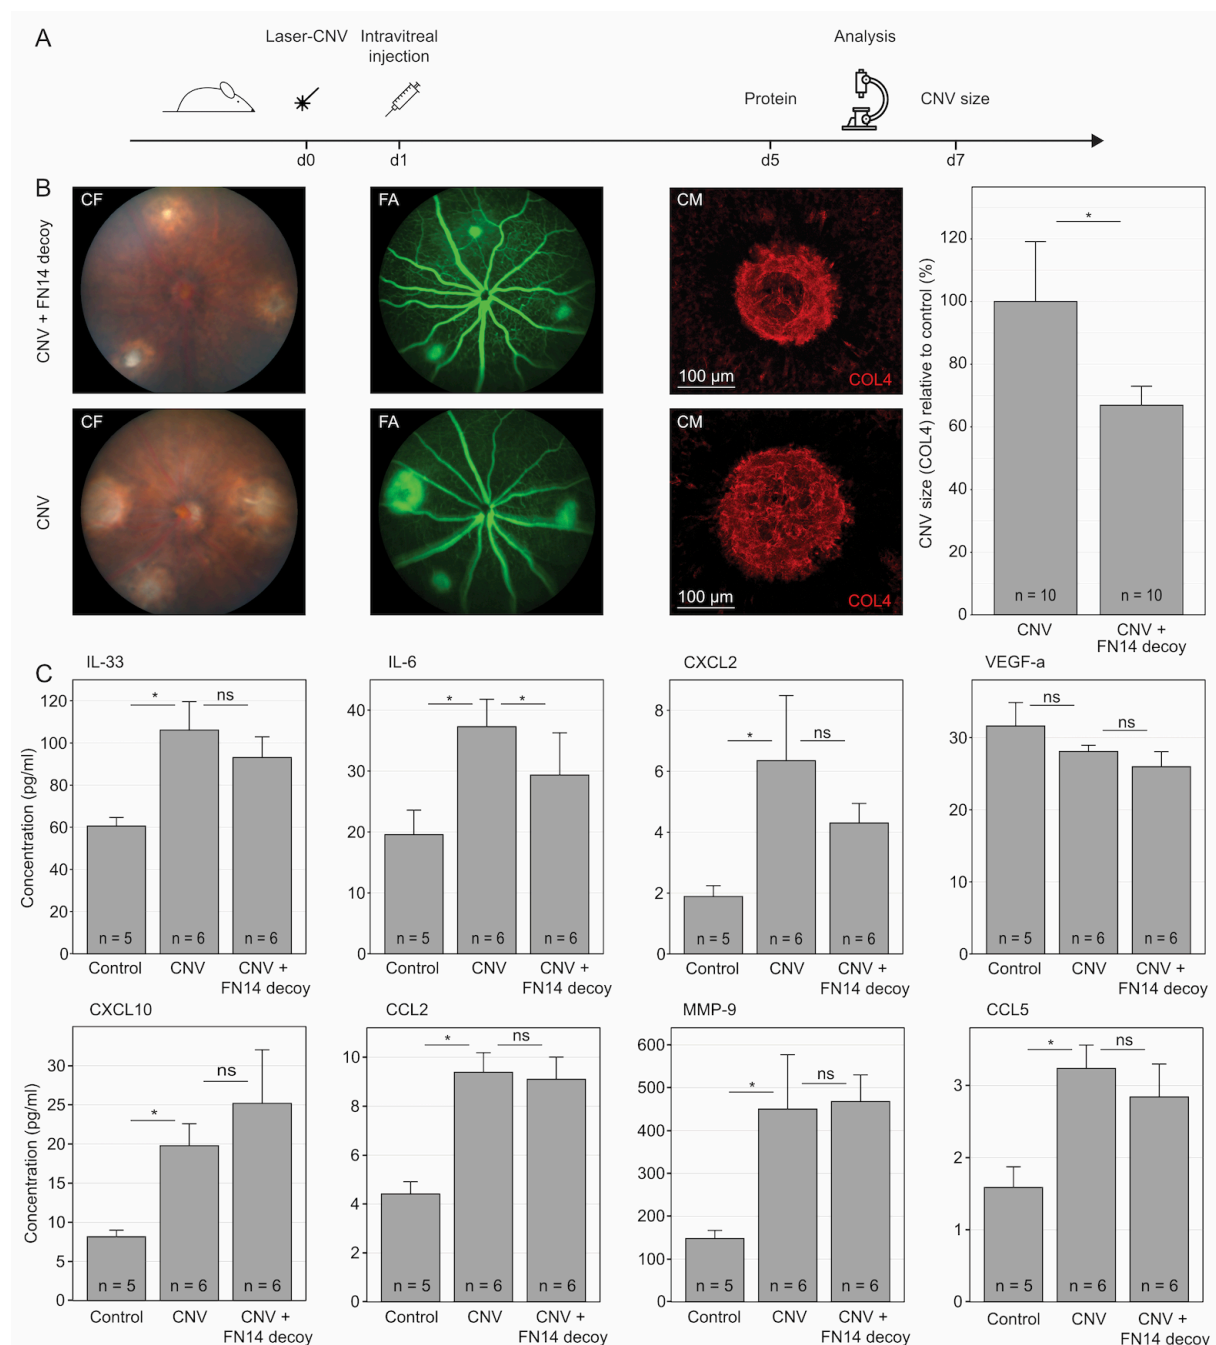 A
Laser-CNV
Intravitreal
injection
Analysis
Protein
CNV size
d0
d1
d5
d7
B
CNV + FN14 decoy
CF
FA
CM
100 µm
COL4
CNV
CF
FA
CM
100 µm
COL4
CNV size (COL4) relative to control (%)
120
100
80
60
40
20
0
*
n = 10
n = 10
CNV
CNV +
FN14 decoy
C
IL-33
Concentration (pg/ml)
120
100
80
60
40
20
0
*
ns
n = 5
n = 6
n = 6
Control
CNV
CNV +
FN14 decoy
IL-6
40
30
20
10
0
*
*
n = 5
n = 6
n = 6
Control
CNV
CNV +
FN14 decoy
CXCL2
8
6
4
2
0
*
ns
n = 5
n = 6
n = 6
Control
CNV
CNV +
FN14 decoy
VEGF-a
30
20
10
0
ns
ns
n = 5
n = 6
n = 6
Control
CNV
CNV +
FN14 decoy
CXCL10
Concentration (pg/ml)
30
25
20
15
10
5
0
*
ns
n = 5
n = 6
n = 6
Control
CNV
CNV +
FN14 decoy
CCL2
10
8
6
4
2
0
*
ns
n = 5
n = 6
n = 6
Control
CNV
CNV +
FN14 decoy
MMP-9
600
500
400
300
200
100
0
*
ns
n = 5
n = 6
n = 6
Control
CNV
CNV +
FN14 decoy
CCL5
3
2
1
0
*
ns
n = 5
n = 6
n = 6
Control
CNV
CNV +
FN14 decoy